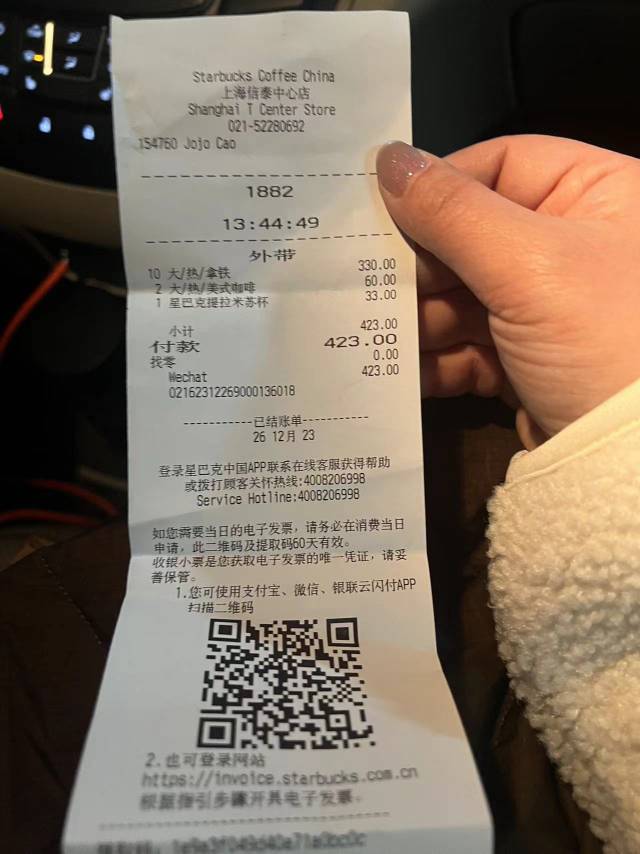 Starbucks Coffee China
上海信泰中心店
Shanghai T Center Store
021-52280692
154760 Jojo Cao
1882
13:44:49
外带
10 大/热/拿铁 330.00
2 大/热/美式咖啡 60.00
1 星巴克提拉米苏杯 33.00
小计 423.00
付款 423.00
找零 0.00
Wechat 423.00
02162312269000136018
-----------已结账单-----------
26 12月 23
登录星巴克中国APP联系在线客服获得帮助
或拨打顾客关怀热线:4008206998
Service Hotline:4008206998
如您需要当日的电子发票，请务必在消费当日
申请，此二维码及提取码60天有效。
收银小票是您获取电子发票的唯一凭证，请妥
善保管。
1.您可使用支付宝、微信、银联云闪付APP
扫描二维码
2.也可登录网站
https://invoice.starbucks.com.cn
根据指引步骤开具电子发票。